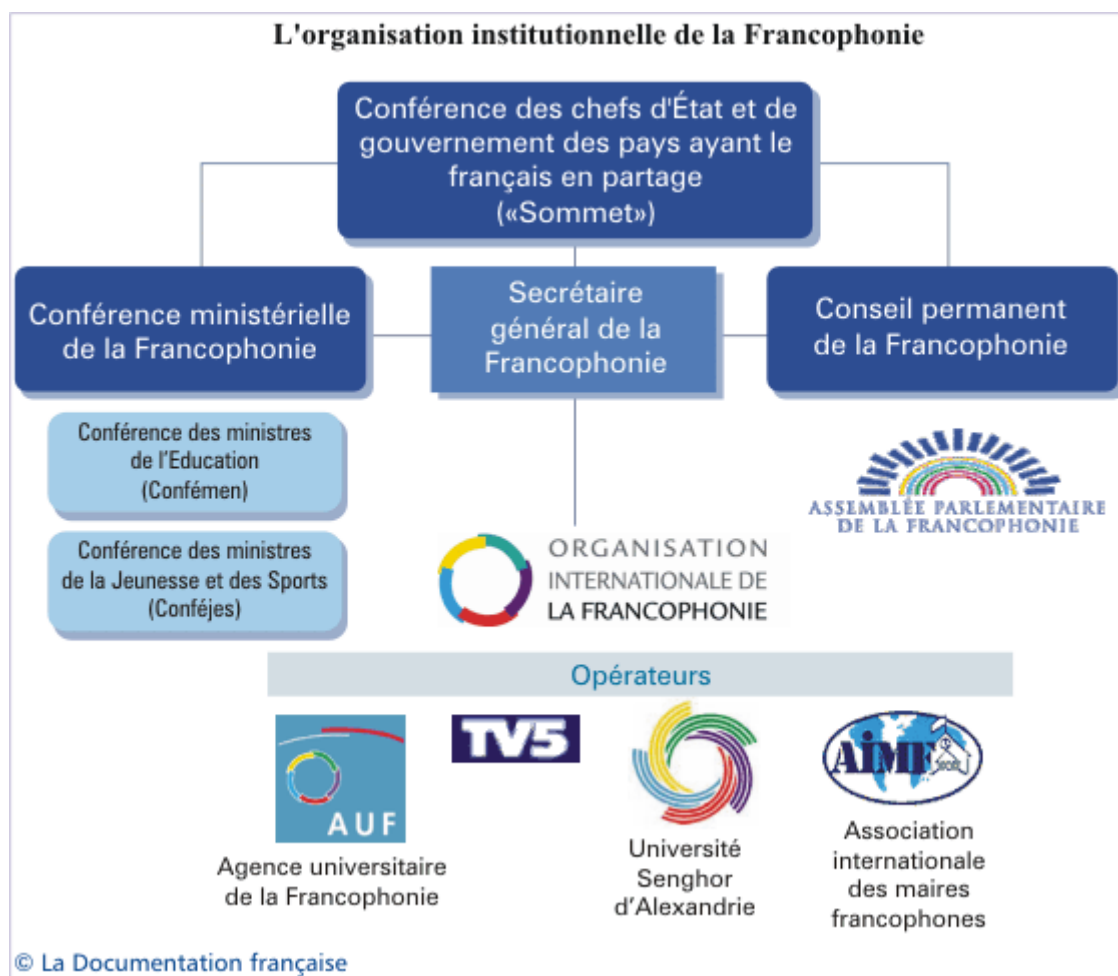 L'organisation institutionnelle de la Francophonie
Conférence des chefs d'État et de
gouvernement des pays ayant le
français en partage
(«Sommet»)
Conférence ministérielle
de la Francophonie
Secrétaire
général de la
Francophonie
Conseil permanent
de la Francophonie
Conférence des ministres
de l'Education
(Confémen)
Conférence des ministres
de la Jeunesse et des Sports
(Conféjes)
ASSEMBLÉE PARLEMENTAIRE
DE LA FRANCOPHONIE
ORGANISATION
INTERNATIONALE DE
LA FRANCOPHONIE
Opérateurs
AUF
Agence universitaire
de la Francophonie
TV5
Université
Senghor
d'Alexandrie
AIMF
Association
internationale
des maires
francophones
© La Documentation française